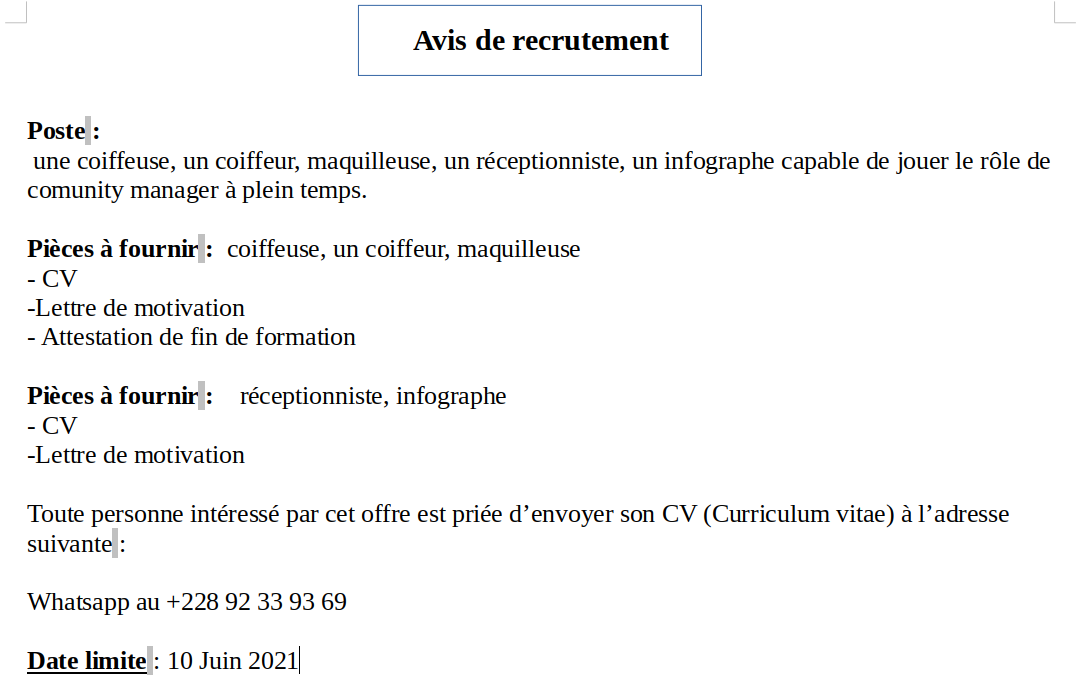 Avis de recrutement
Poste :
une coiffeuse, un coiffeur, maquilleuse, un réceptionniste, un infographe capable de jouer le rôle de
comunity manager à plein temps.
Pièces à fournir : coiffeuse, un coiffeur, maquilleuse
- CV
-Lettre de motivation
- Attestation de fin de formation
Pièces à fournir : réceptionniste, infographe
- CV
-Lettre de motivation
Toute personne intéressé par cet offre est priée d’envoyer son CV (Curriculum vitae) à l’adresse
suivante :
Whatsapp au +228 92 33 93 69
Date limite : 10 Juin 2021